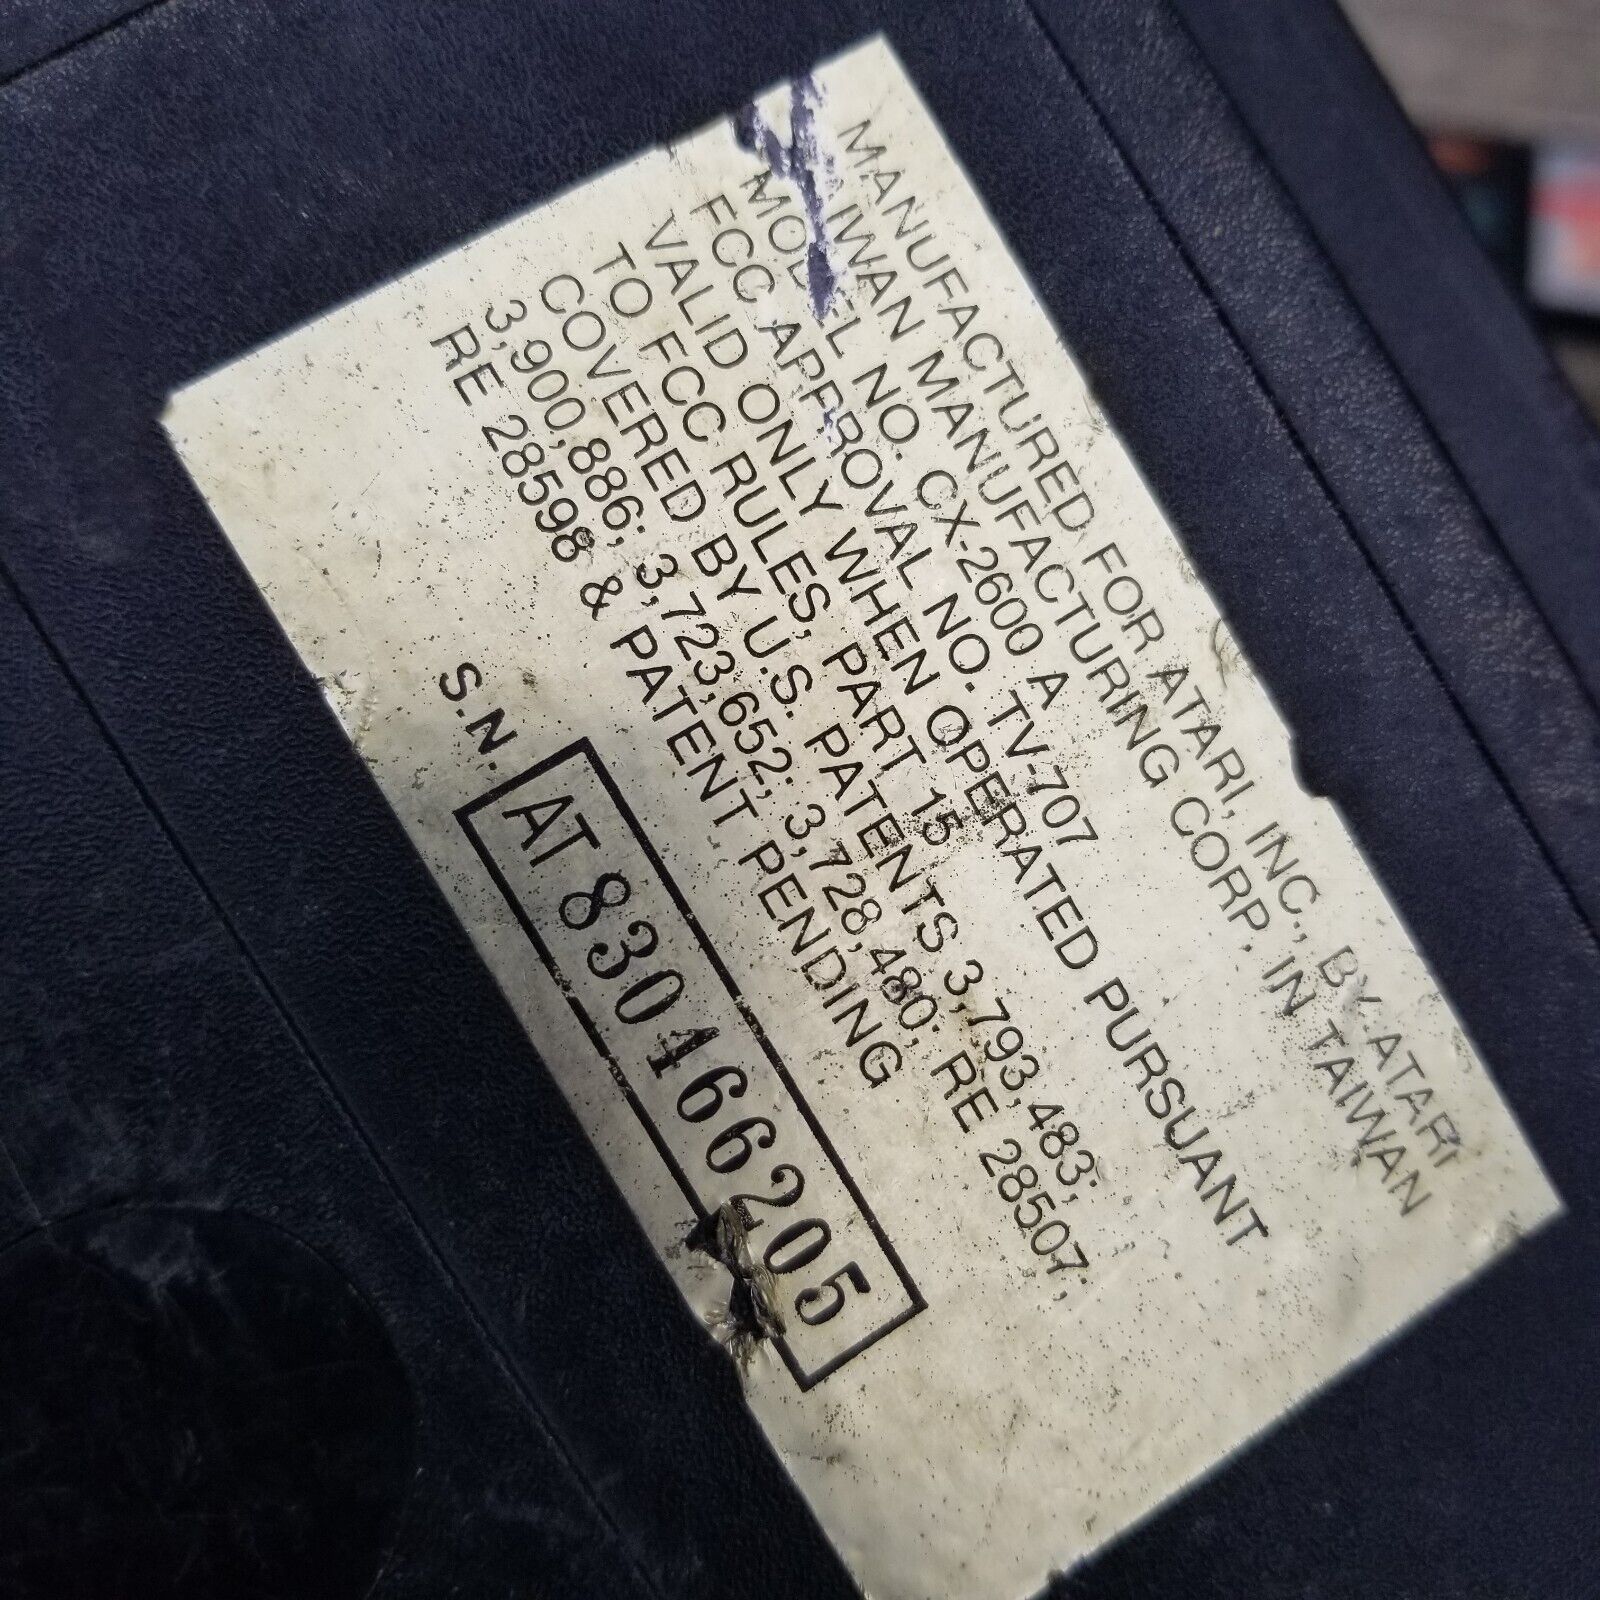 MANUFACTURED FOR ATARI, INC., BY ATARI
TAIWAN MANUFACTURING CORP. IN TAIWAN
MODEL NO. CX-2600 A
FCC APPROVAL NO. TV-707
VALID ONLY WHEN OPERATED PURSUANT
TO FCC RULES, PART 15
COVERED BY U.S. PATENTS 3,793,483;
3,900,886; 3,723,652; 3,728,480; RE 28507;
RE 28598 & PATENT PENDING
S.N. AT 830466205